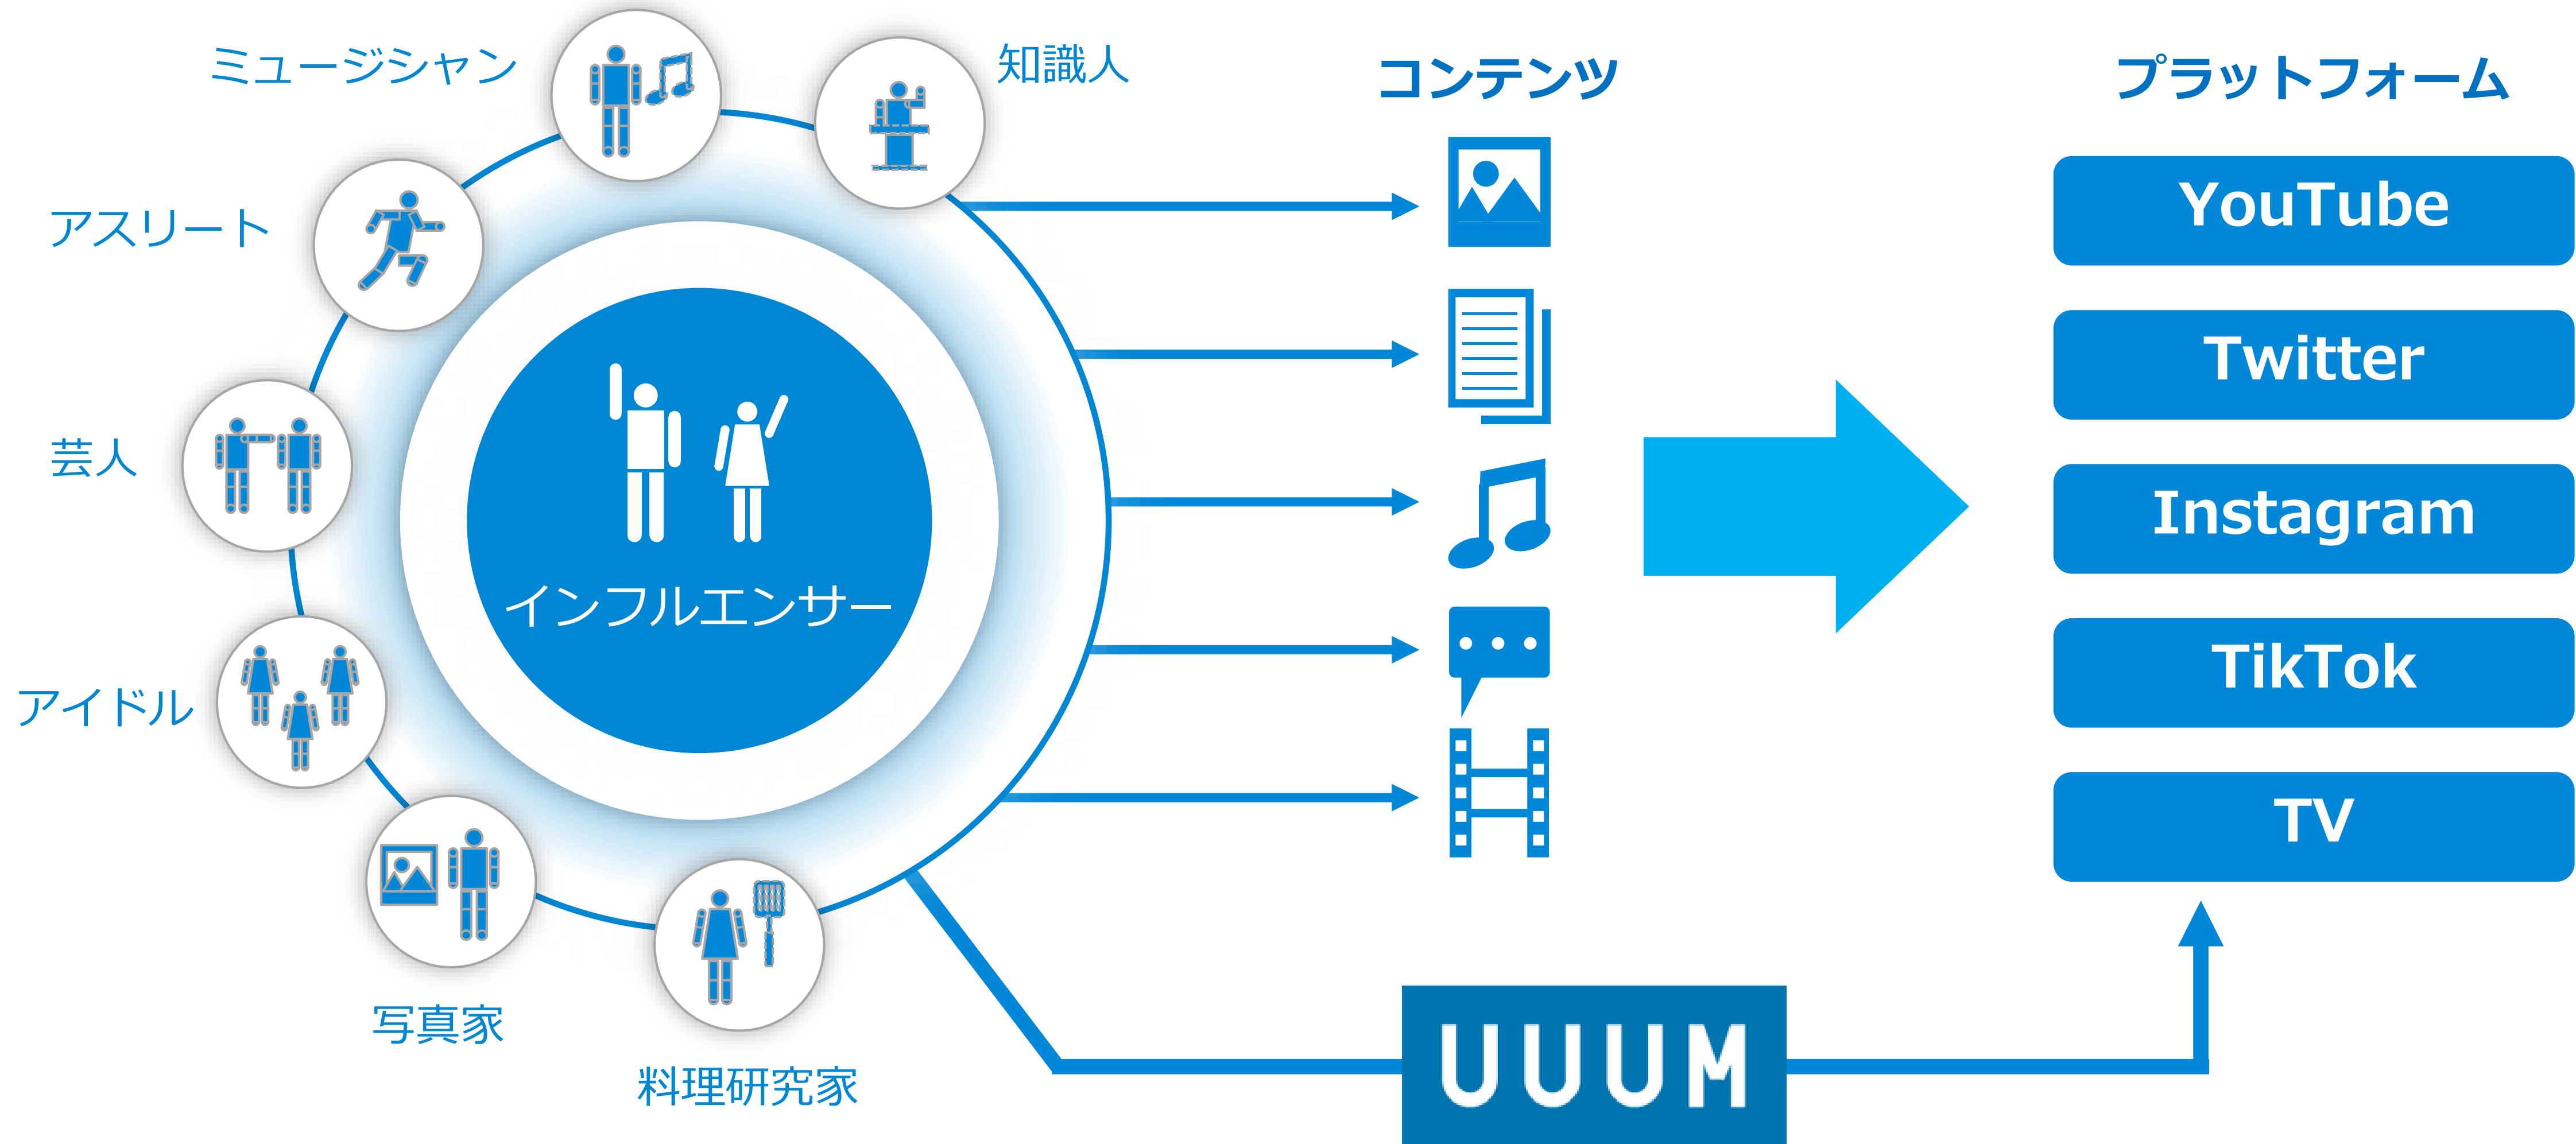 ミュージシャン
知識人
アスリート
芸人
アイドル
写真家
料理研究家
インフルエンサー
コンテンツ
プラットフォーム
YouTube
Twitter
Instagram
TikTok
TV
UUUM